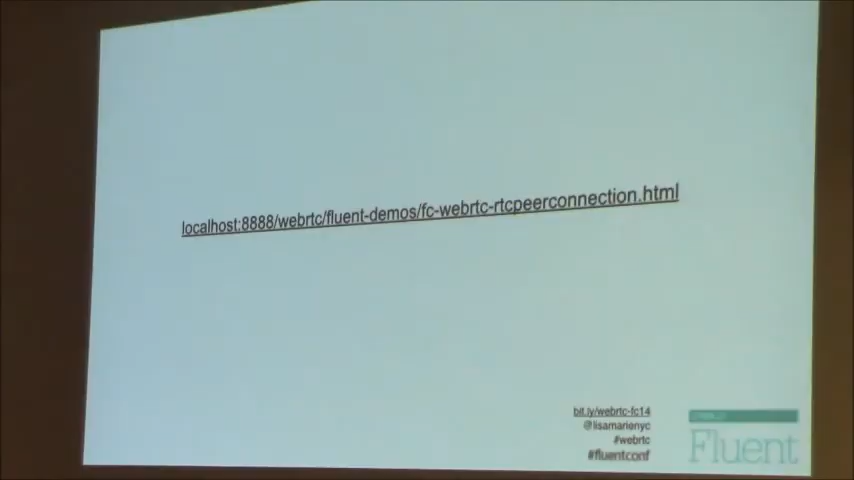 localhost:8888/webrtc/fluent-demos/fc-webrtc-rtcpeerconnection.html
bit.ly/webrtc-fc14
@lisamarienyc
#webrtc
#fluentconf
Fluent